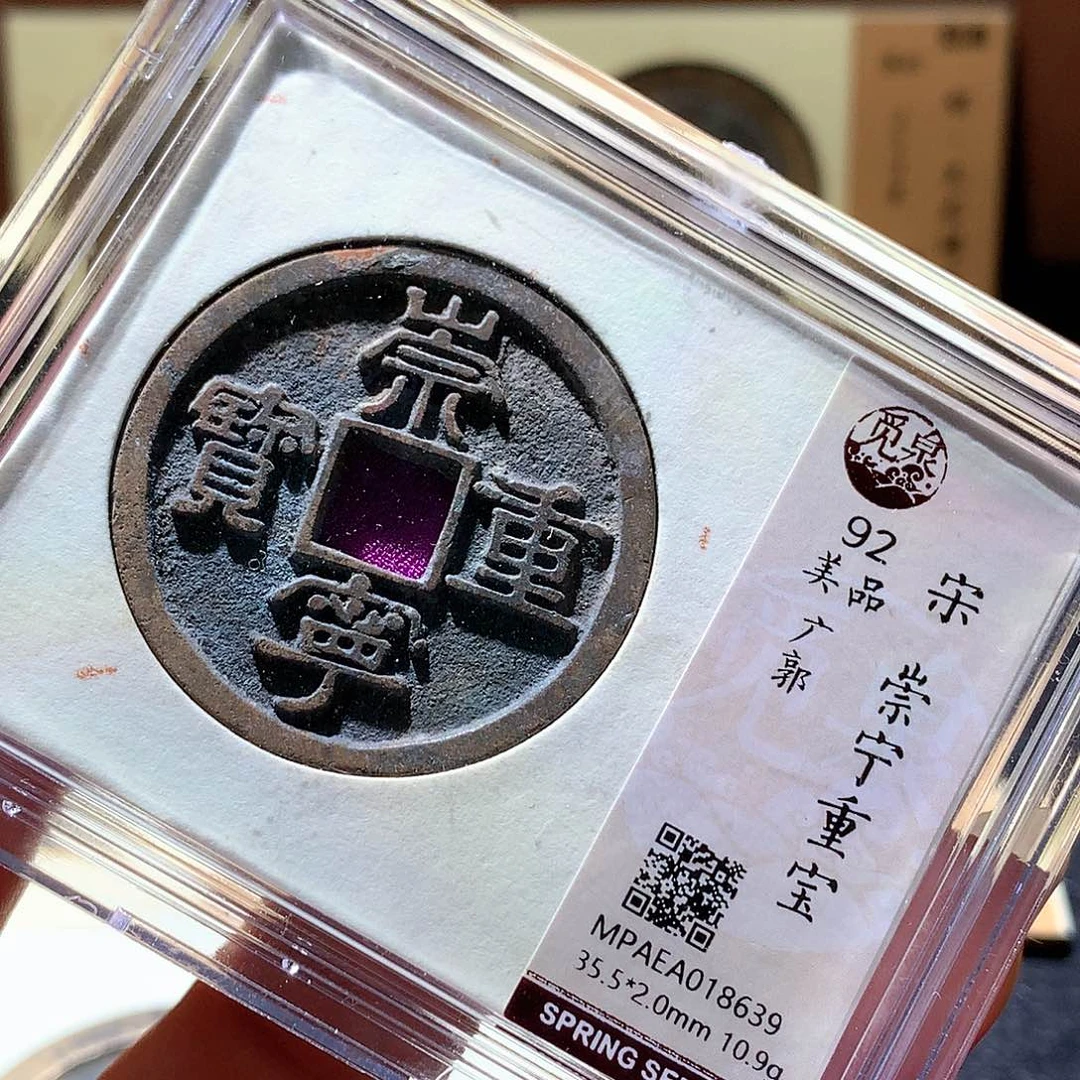 崇
寧
重
寶
觅泉
92
美品
广郭
宋
崇宁重宝
MPAEA018639
35.5*2.0mm 10.9g
SPRING